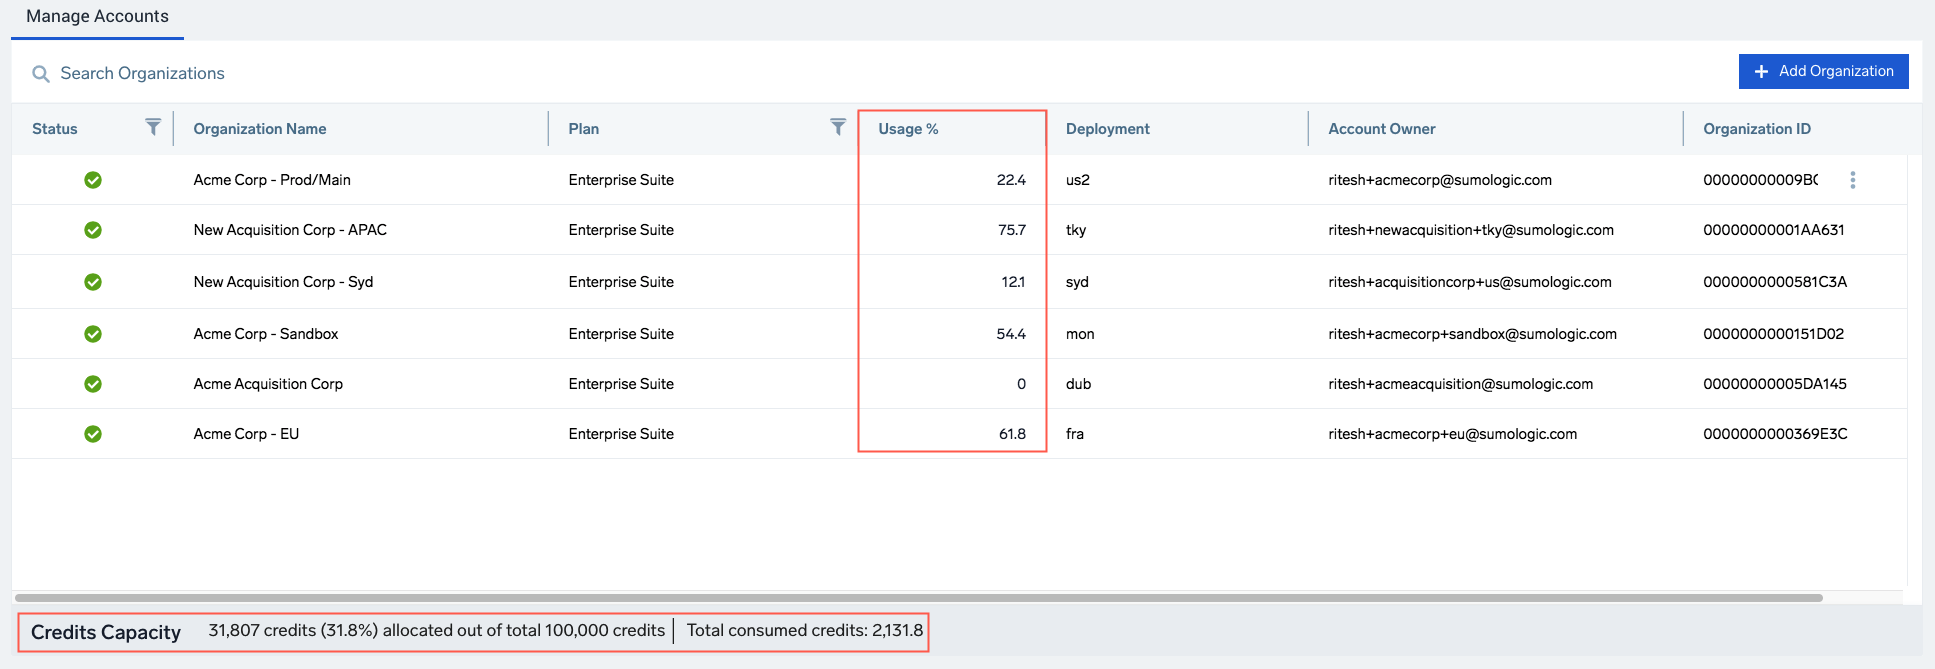 Manage Accounts
Search Organizations
+ Add Organization
Status Organization Name Plan Usage % Deployment Account Owner Organization ID
Acme Corp - Prod/Main Enterprise Suite 22.4 us2 ritesh+acmecorp@sumologic.com 00000000009BC
New Acquisition Corp - APAC Enterprise Suite 75.7 tky ritesh+newacquisition+tky@sumologic.com 00000000001AA631
New Acquisition Corp - Syd Enterprise Suite 12.1 syd ritesh+acquisitioncorp+us@sumologic.com 0000000000581C3A
Acme Corp - Sandbox Enterprise Suite 54.4 mon ritesh+acmecorp+sandbox@sumologic.com 0000000000151D02
Acme Acquisition Corp Enterprise Suite 0 dub ritesh+acmeacquisition@sumologic.com 00000000005DA145
Acme Corp - EU Enterprise Suite 61.8 fra ritesh+acmecorp+eu@sumologic.com 0000000000369E3C
Credits Capacity 31,807 credits (31.8%) allocated out of total 100,000 credits | Total consumed credits: 2,131.8